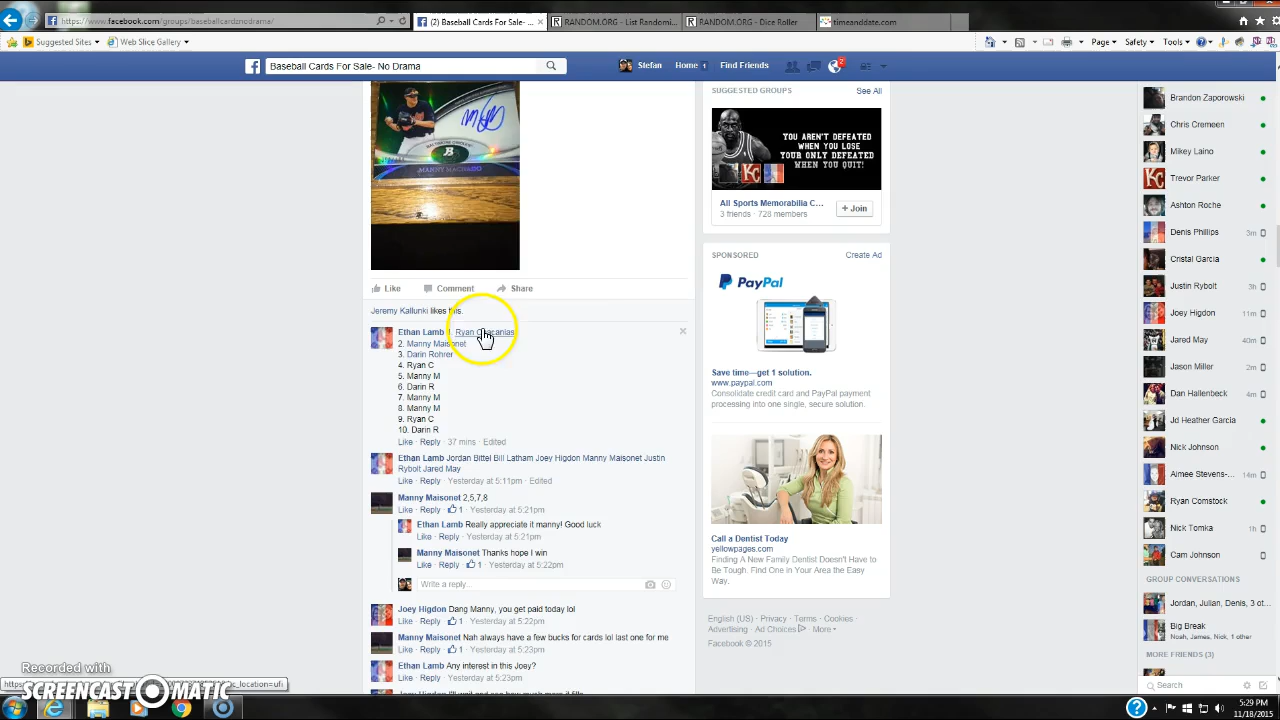 https://www.facebook.com/groups/baseballcardznodrama/
(2) Baseball Cards For Sale- ...
RANDOM.ORG - List Randomi...
RANDOM.ORG - Dice Roller
timeanddate.com
Suggested Sites
Web Slice Gallery
Page
Safety
Tools
Baseball Cards For Sale- No Drama
Stefan
Home 1
Find Friends
2
MANNY MACHADO
Like
Comment
Share
Jeremy Kallunki likes this.
Ethan Lamb 1. Ryan
2. Manny Maisonet
3. Darin Rohrer
4. Ryan C
5. Manny M
6. Darin R
7. Manny M
8. Manny M
9. Ryan C
10. Darin R
Like · Reply · 37 mins · Edited
Ethan Lamb Jordan Bittel Bill Latham Joey Higdon Manny Maisonet Justin
Rybolt Jared May
Like · Reply · Yesterday at 5:11pm · Edited
Manny Maisonet 2,5,7,8
Like · Reply · 1 · Yesterday at 5:21pm
Ethan Lamb Really appreciate it manny! Good luck
Like · Reply · Yesterday at 5:21pm
Manny Maisonet Thanks hope I win
Like · Reply · 1 · Yesterday at 5:22pm
Write a reply...
Joey Higdon Dang Manny, you get paid today lol
Like · Reply · 1 · Yesterday at 5:22pm
Manny Maisonet Nah always have a few bucks for cards lol last one for me
Like · Reply · 1 · Yesterday at 5:23pm
Ethan Lamb Any interest in this Joey?
Like · Reply · Yesterday at 5:23pm
SUGGESTED GROUPS
See All
YOU AREN'T DEFEATED
WHEN YOU LOSE
YOUR ONLY DEFEATED
WHEN YOU QUIT!
All Sports Memorabilia C...
3 friends · 728 members
+ Join
SPONSORED
Create Ad
PayPal
Save time—get 1 solution.
www.paypal.com
Consolidate credit card and PayPal payment
processing into one single, secure solution.
Call a Dentist Today
yellowpages.com
Finding A New Family Dentist Doesn't Have to
Be Tough. Find One in Your Area the Easy
Way.
English (US) · Privacy · Terms · Cookies ·
Advertising · Ad Choices · More
Facebook © 2015
Brandon Zaporowski
Chris Cremeen
Mikey Laino
Trevor Parker
Ashton Roche
Denis Phillips 3m
Cristal Garcia
Justin Rybolt 3h
Joey Higdon 11m
Jared May 40m
Jason Miller 2m
Dan Hallenbeck 4m
Jd Heather Garcia
Nick Johnson
Aimee Stevens-... 14m
Ryan Comstock
Nick Tomka 1h
Cam Johnson
GROUP CONVERSATIONS
Jordan, Julian, Denis, 3 ot...
Big Break
Noah, James, Nick, 1 other
MORE FRIENDS (3)
Search
Recorded with
SCREENCAST-O-MATIC
5:29 PM
11/18/2015